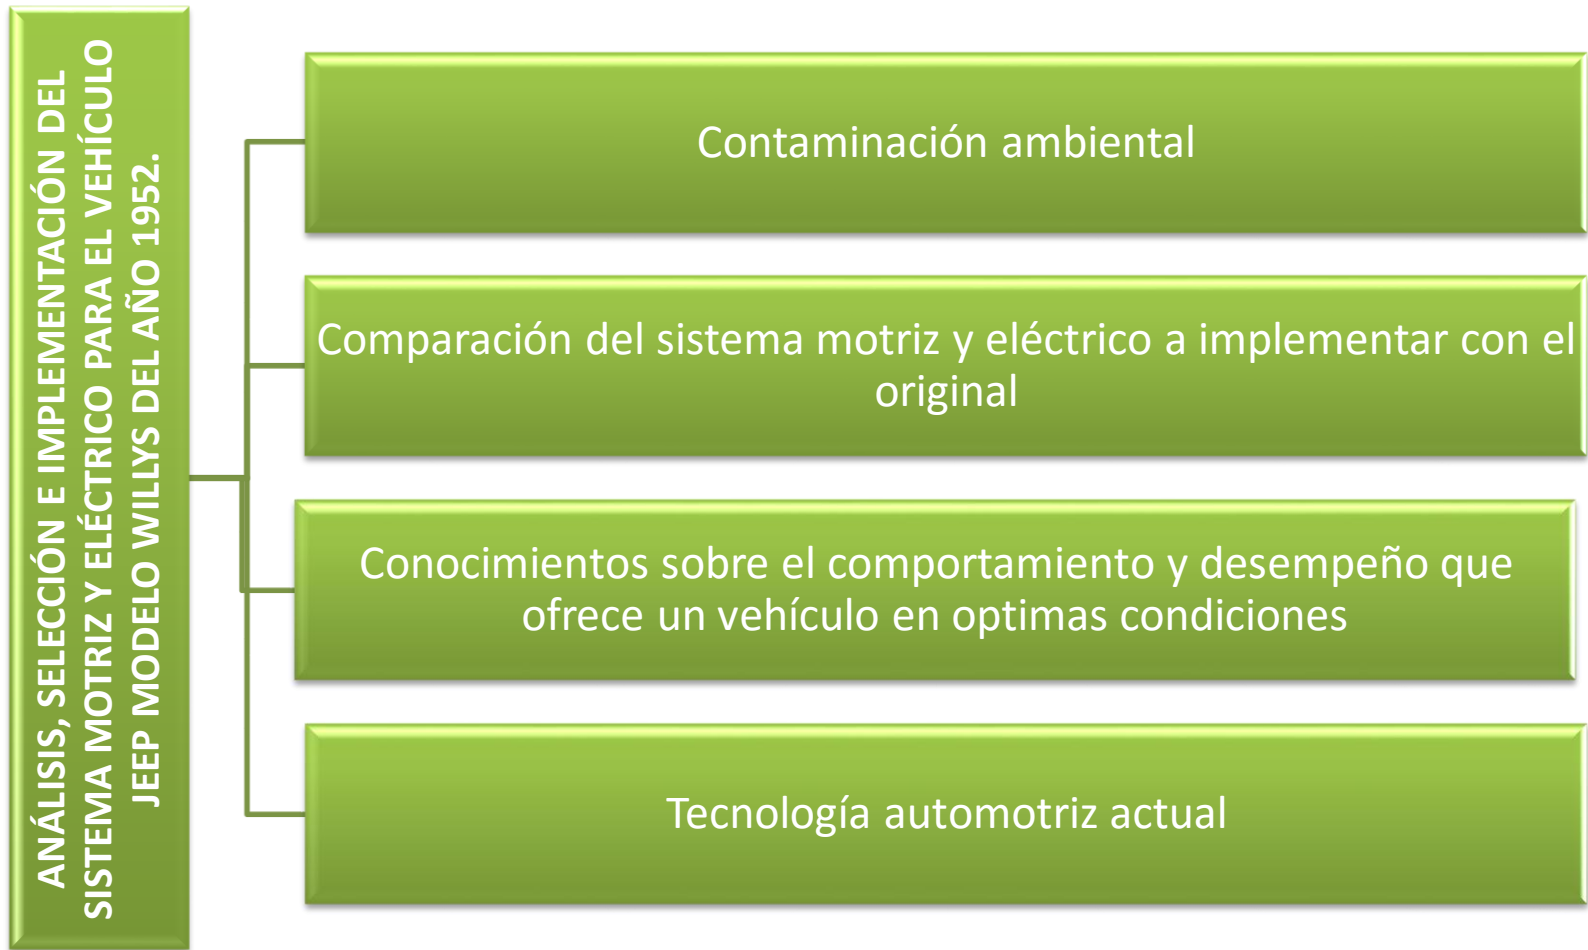 ANÁLISIS, SELECCIÓN E IMPLEMENTACIÓN DEL
SISTEMA MOTRIZ Y ELÉCTRICO PARA EL VEHÍCULO
JEEP MODELO WILLYS DEL AÑO 1952.
Contaminación ambiental
Comparación del sistema motriz y eléctrico a implementar con el
original
Conocimientos sobre el comportamiento y desempeño que
ofrece un vehículo en optimas condiciones
Tecnología automotriz actual